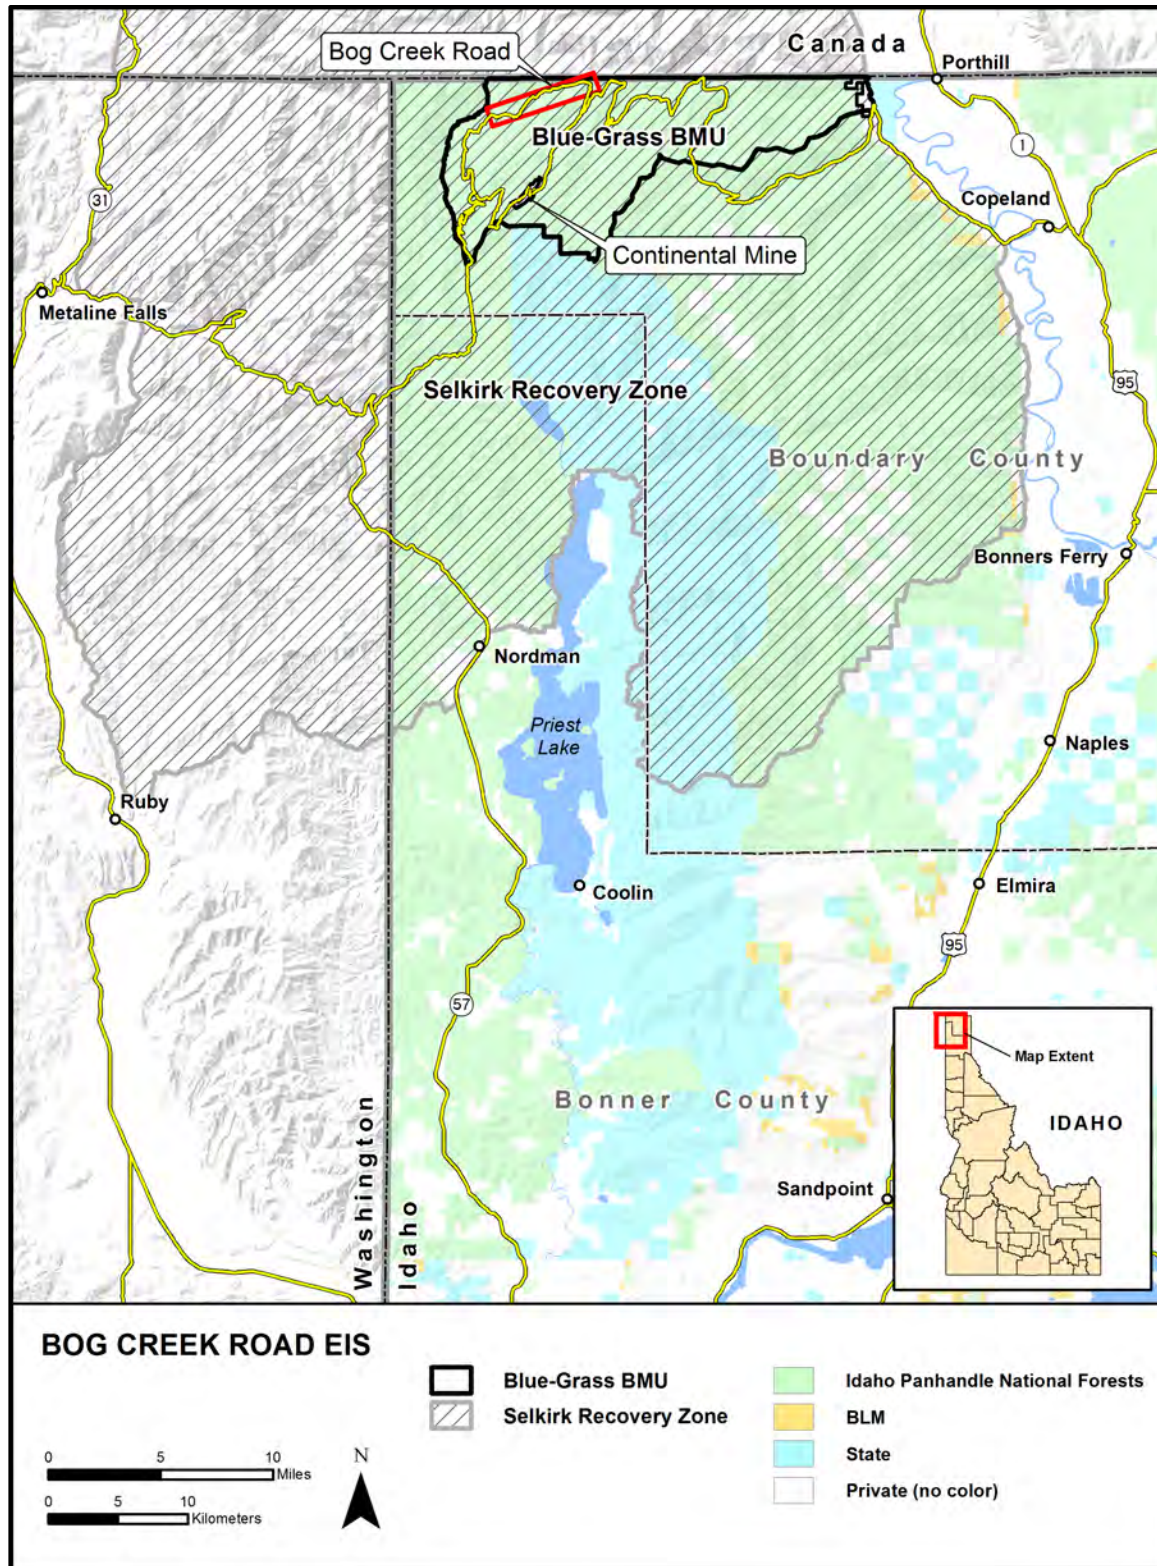 Canada
Bog Creek Road
Porthill
Blue-Grass BMU
1
31
Copeland
Continental Mine
Metaline Falls
95
Selkirk Recovery Zone
Boundary County
Bonners Ferry
Nordman
Priest
Lake
Naples
Ruby
Elmira
Coolin
95
57
Map Extent
Bonner County
IDAHO
Washington
Idaho
Sandpoint
BOG CREEK ROAD EIS
Blue-Grass BMU
Selkirk Recovery Zone
Idaho Panhandle National Forests
BLM
State
Private (no color)
0 5 10
Miles
0 5 10
Kilometers
N